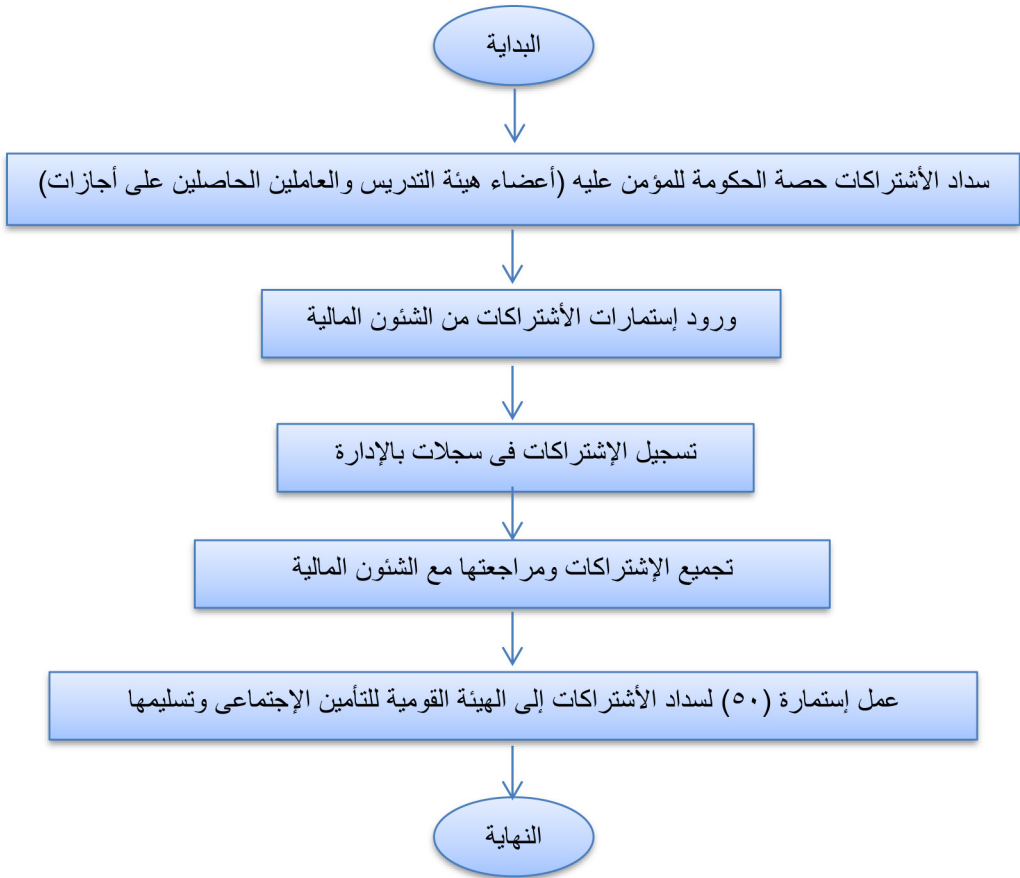 البداية
سداد الأشتراكات حصة الحكومة للمؤمن عليه (أعضاء هيئة التدريس والعاملين الحاصلين على أجازات)
ورود إستمارات الأشتراكات من الشئون المالية
تسجيل الإشتراكات فى سجلات بالإدارة
تجميع الإشتراكات ومراجعتها مع الشئون المالية
عمل إستمارة (٥٠) لسداد الأشتراكات إلى الهيئة القومية للتأمين الإجتماعى وتسليمها
النهاية